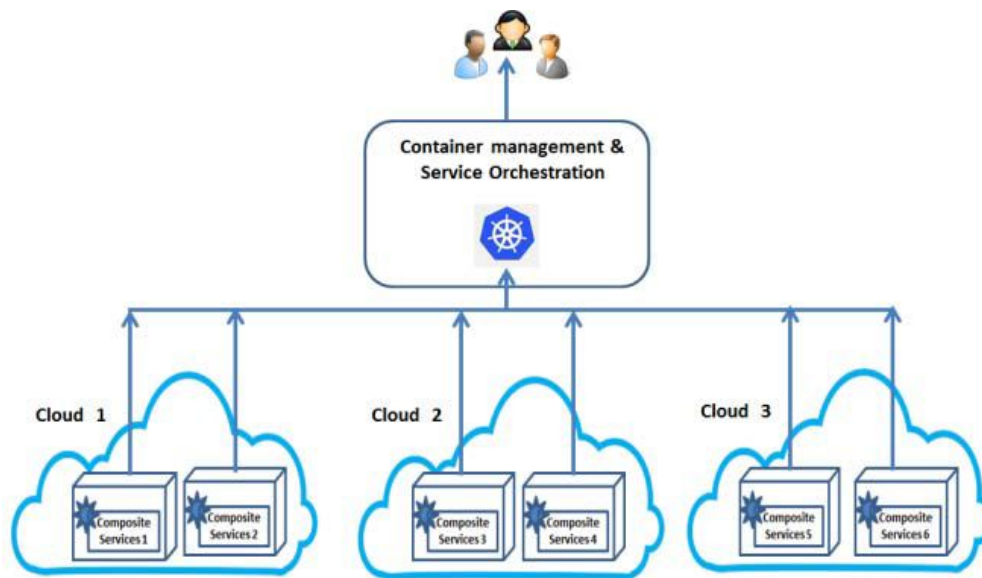 Container management &
Service Orchestration
Cloud 1
Cloud 2
Cloud 3
Composite
Services 1
Composite
Services 2
Composite
Services 3
Composite
Services 4
Composite
Services 5
Composite
Services 6